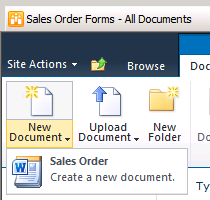 Sales Order Forms - All Documents
Site Actions Browse Doc
New Document Upload Document New Folder
Sales Order
Create a new document.
Ty